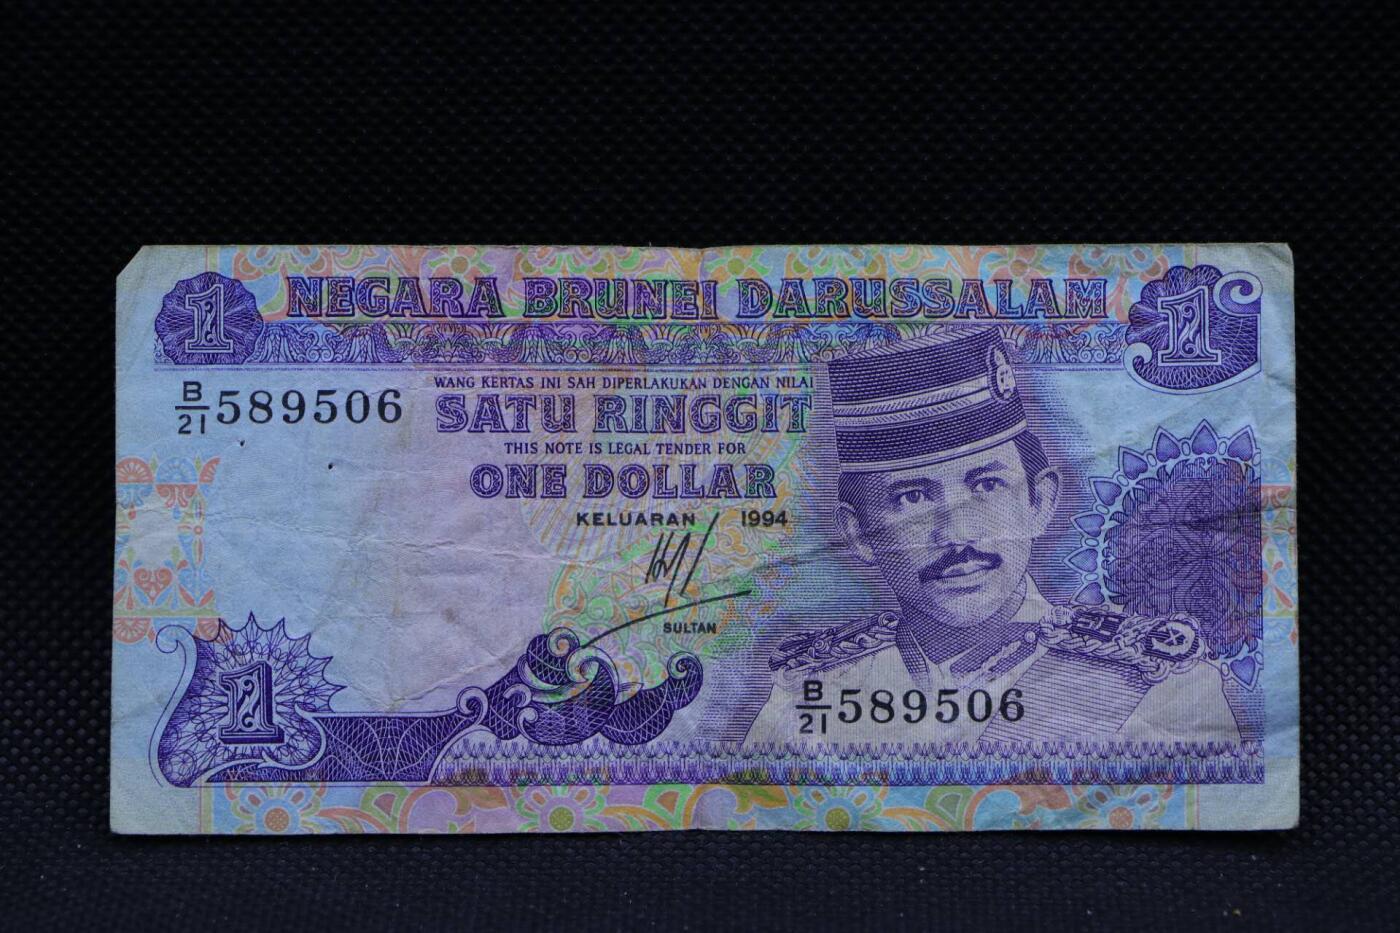 1 NEGARA BRUNEI DARUSSALAM 1
B/21 589506
WANG KERTAS INI SAH DIPERLAKUKAN DENGAN NILAI
SATU RINGGIT
THIS NOTE IS LEGAL TENDER FOR
ONE DOLLAR
KELUARAN 1994
SULTAN
1
B/21 589506